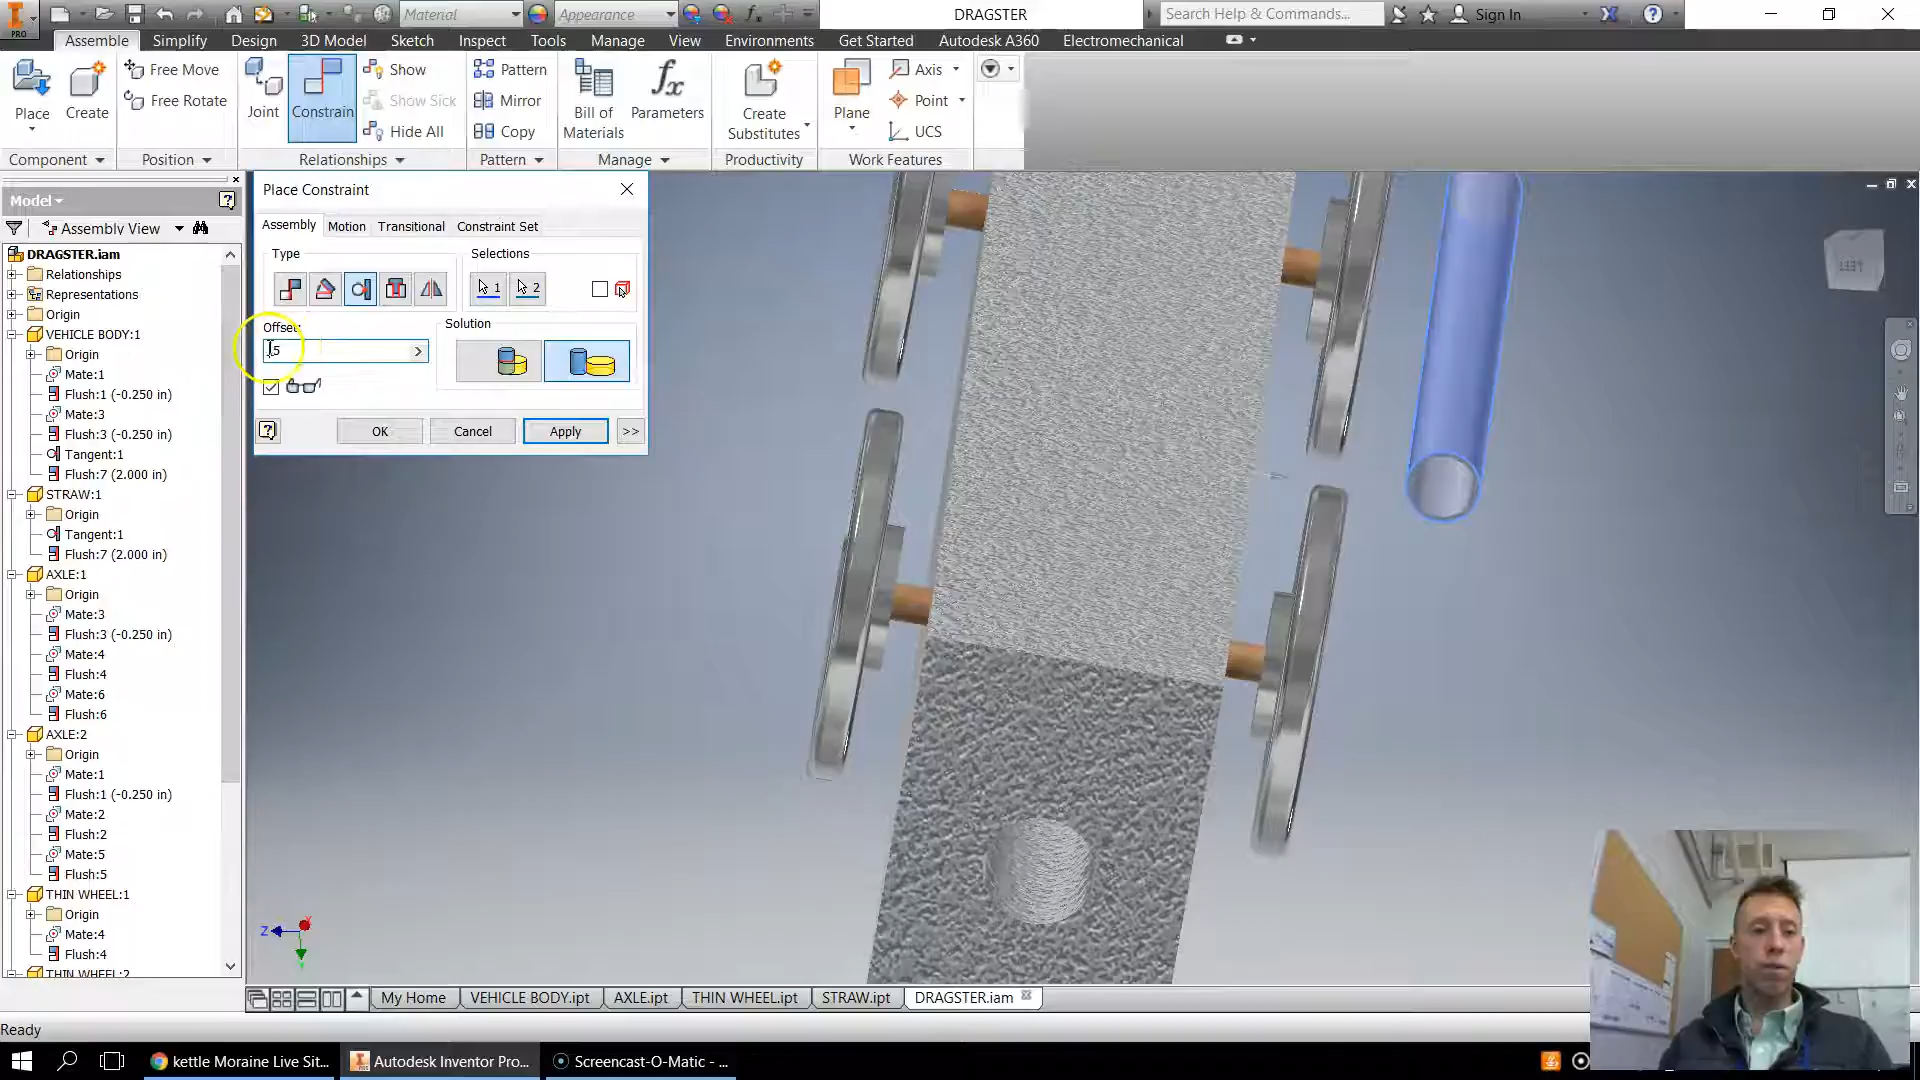 Material
Appearance
DRAGSTER
Search Help & Commands...
Sign In
PRO
Assemble
Simplify
Design
3D Model
Sketch
Inspect
Tools
Manage
View
Environments
Get Started
Autodesk A360
Electromechanical
Place
Create
Free Move
Free Rotate
Joint
Constrain
Show
Show Sick
Hide All
Pattern
Mirror
Copy
Bill of
Materials
fx
Parameters
Create
Substitutes
Plane
Axis
Point
UCS
Component
Position
Relationships
Pattern
Manage
Productivity
Work Features
Model
Assembly View
DRAGSTER.iam
Relationships
Representations
Origin
VEHICLE BODY:1
Origin
Mate:1
Flush:1 (-0.250 in)
Mate:3
Flush:3 (-0.250 in)
Tangent:1
Flush:7 (2.000 in)
STRAW:1
Origin
Tangent:1
Flush:7 (2.000 in)
AXLE:1
Origin
Mate:3
Flush:3 (-0.250 in)
Mate:4
Flush:4
Mate:6
Flush:6
AXLE:2
Origin
Mate:1
Flush:1 (-0.250 in)
Mate:2
Flush:2
Mate:5
Flush:5
THIN WHEEL:1
Origin
Mate:4
Flush:4
THIN WHEEL:2
Place Constraint
Assembly
Motion
Transitional
Constraint Set
Type
Selections
1
2
Offset:
Solution
OK
Cancel
Apply
>>
LEFT
Z
My Home
VEHICLE BODY.ipt
AXLE.ipt
THIN WHEEL.ipt
STRAW.ipt
DRAGSTER.iam
Ready
kettle Moraine Live Sit...
Autodesk Inventor Pro...
Screencast-O-Matic - ...